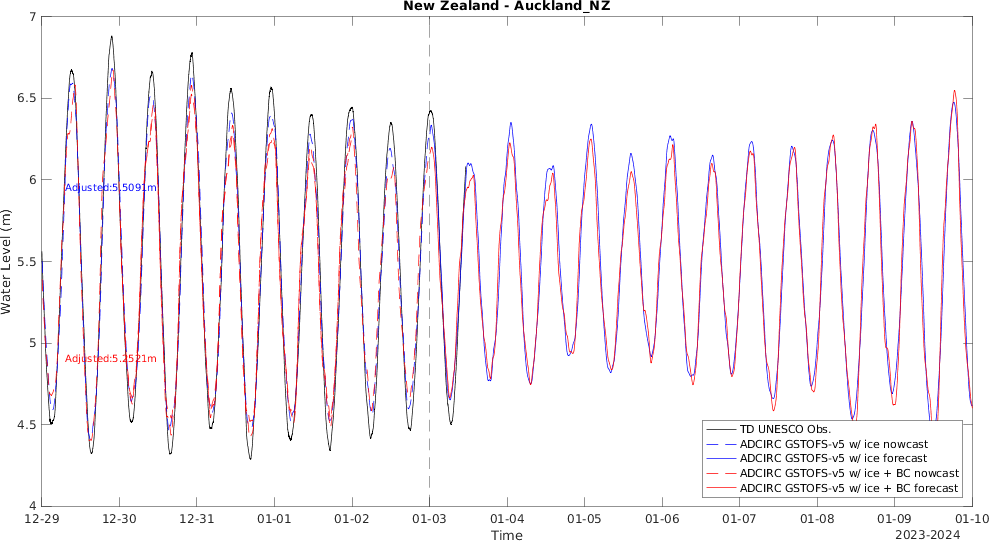 New Zealand - Auckland_NZ
7
6.5
6
5.5
5
4.5
4
Water Level (m)
Adjusted:5.5091m
Adjusted:5.2521m
TD UNESCO Obs.
ADCIRC GSTOFS-v5 w/ ice nowcast
ADCIRC GSTOFS-v5 w/ ice forecast
ADCIRC GSTOFS-v5 w/ ice + BC nowcast
ADCIRC GSTOFS-v5 w/ ice + BC forecast
12-29 12-30 12-31 01-01 01-02 01-03 01-04 01-05 01-06 01-07 01-08 01-09 01-10
Time
2023-2024